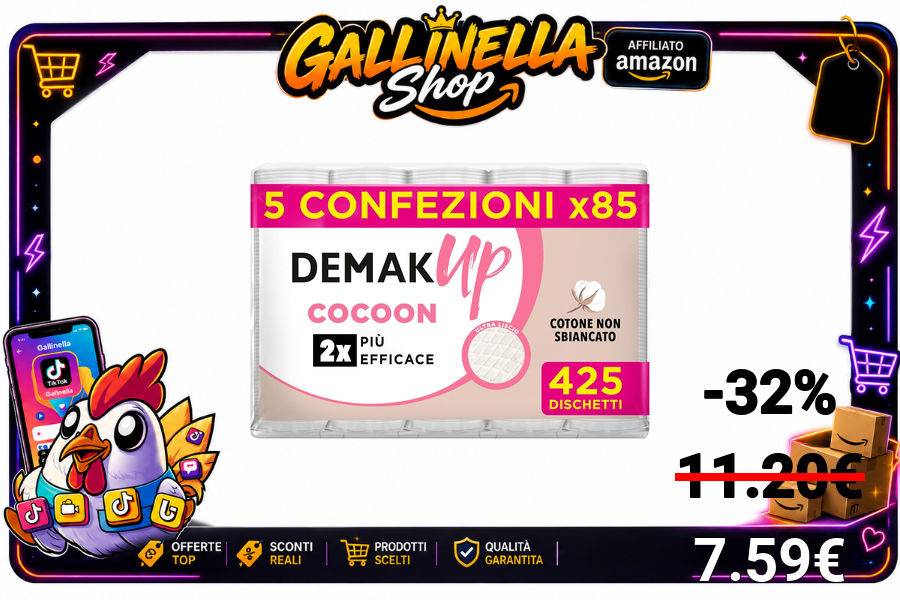 GALLINELLA
Shop
AFFILIATO
amazon
5 CONFEZIONI x85
DEMAK Up
COCOON
2x PIÙ
EFFICACE
ULTRA LISCIO
COTONE NON
SBIANCATO
425
DISCHETTI
Gallinella
TikTok
Gallinella
-32%
11.20€
7.59€
OFFERTE
TOP
SCONTI
REALI
PRODOTTI
SCELTI
QUALITÀ
GARANTITA